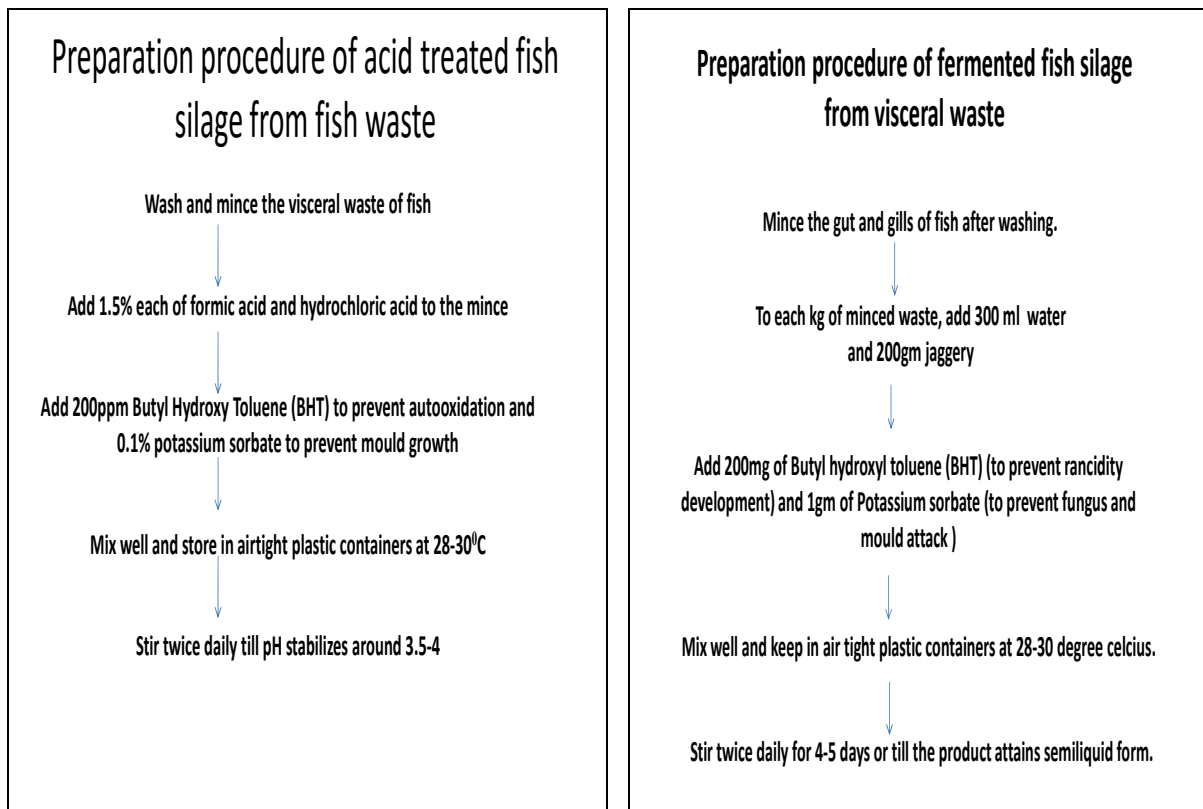 Preparation procedure of acid treated fish
silage from fish waste
Wash and mince the visceral waste of fish
Add 1.5% each of formic acid and hydrochloric acid to the mince
Add 200ppm Butyl Hydroxy Toluene (BHT) to prevent autooxidation and
0.1% potassium sorbate to prevent mould growth
Mix well and store in airtight plastic containers at 28-30⁰C
Stir twice daily till pH stabilizes around 3.5-4
Preparation procedure of fermented fish silage
from visceral waste
Mince the gut and gills of fish after washing.
To each kg of minced waste, add 300 ml water
and 200gm jaggery
Add 200mg of Butyl hydroxyl toluene (BHT) (to prevent rancidity
development) and 1gm of Potassium sorbate (to prevent fungus and
mould attack )
Mix well and keep in air tight plastic containers at 28-30 degree celcius.
Stir twice daily for 4-5 days or till the product attains semiliquid form.